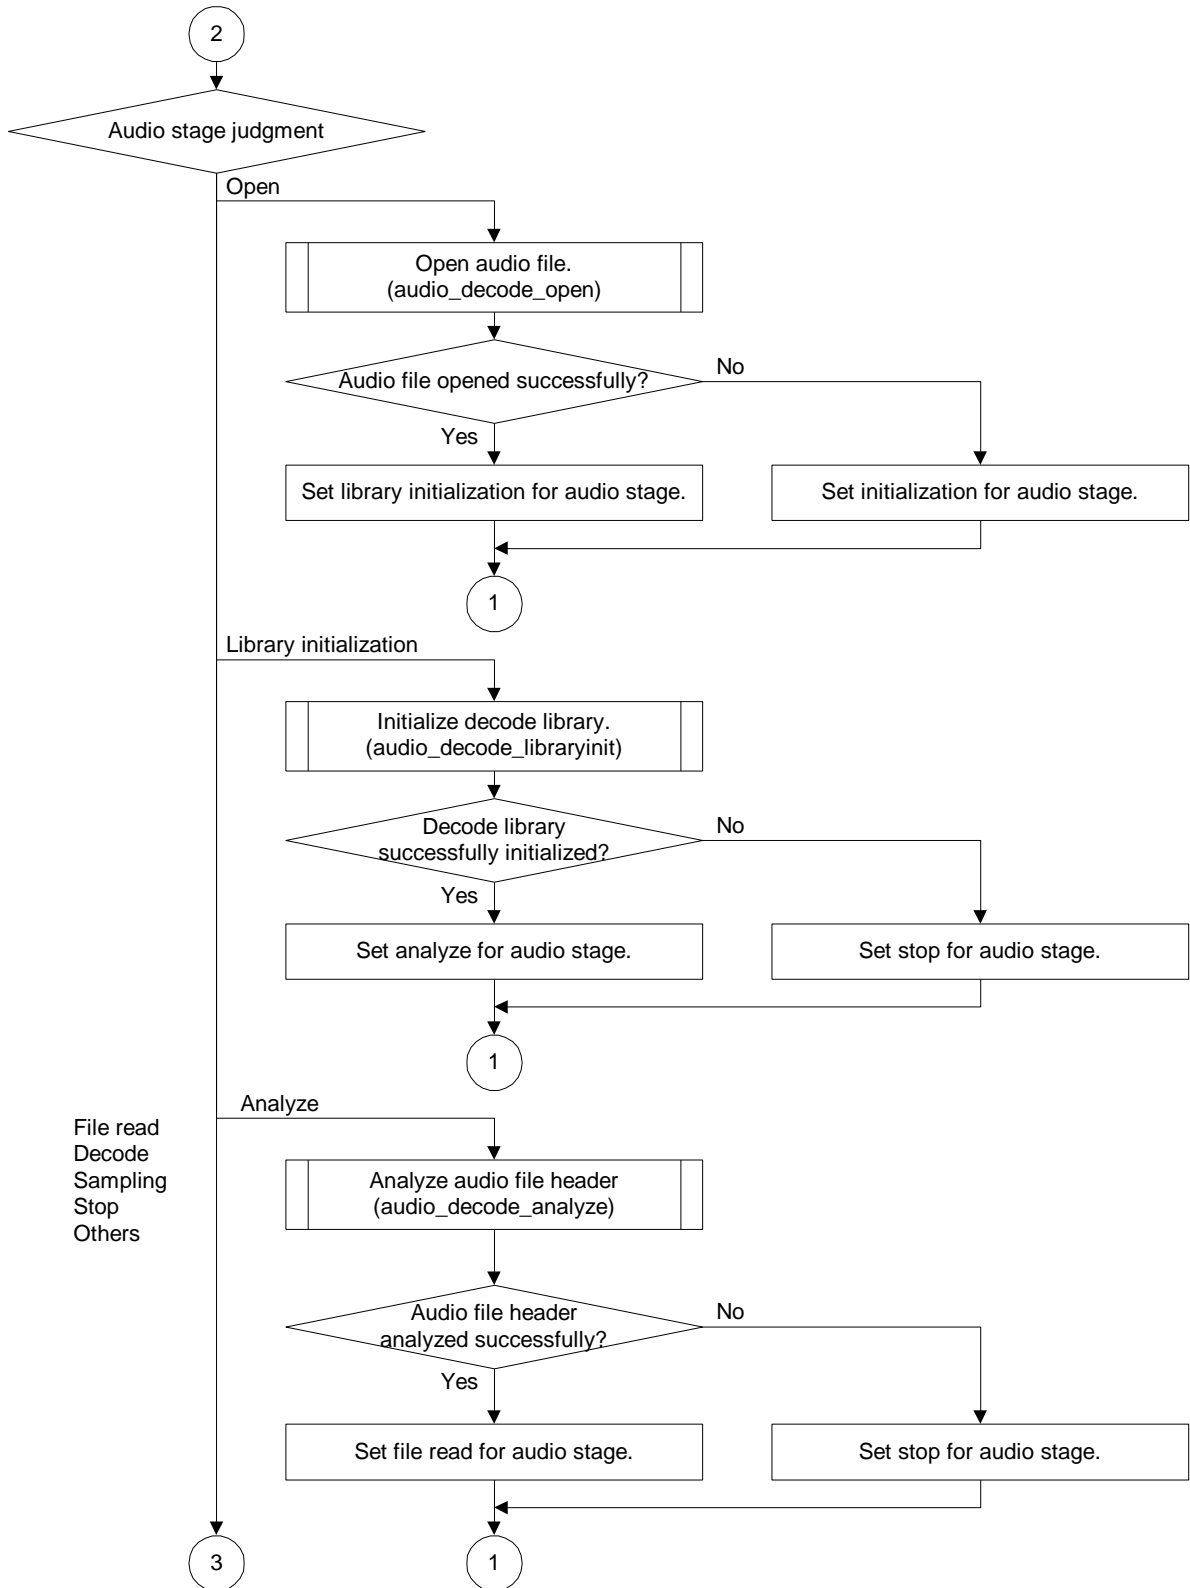 2
Audio stage judgment
Open
Open audio file.
(audio_decode_open)
Audio file opened successfully?
No
Yes
Set library initialization for audio stage.
Set initialization for audio stage.
1
Library initialization
Initialize decode library.
(audio_decode_libraryinit)
Decode library
successfully initialized?
No
Yes
Set analyze for audio stage.
Set stop for audio stage.
1
Analyze
File read
Decode
Sampling
Stop
Others
Analyze audio file header
(audio_decode_analyze)
Audio file header
analyzed successfully?
No
Yes
Set file read for audio stage.
Set stop for audio stage.
3
1